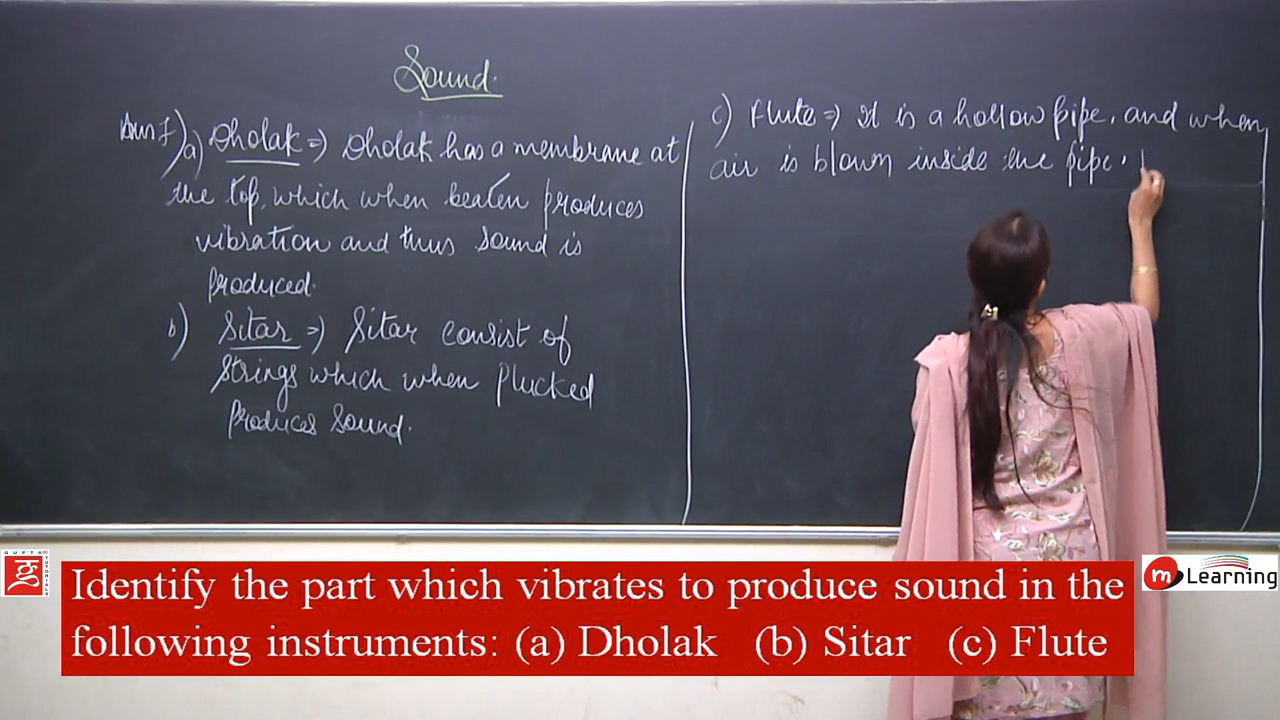 Sound.
Ans 7) a) Dholak => Dholak has a membrane at
the top, which when beaten produces
vibration and thus sound is
produced.
b) Sitar => Sitar consist of
strings which when plucked
produces sound.
c) Flute => It is a hollow pipe, and when
air is blown inside the pipe,
GUPTA
TUTORIALS
Identify the part which vibrates to produce sound in the
following instruments: (a) Dholak (b) Sitar (c) Flute
m Learning